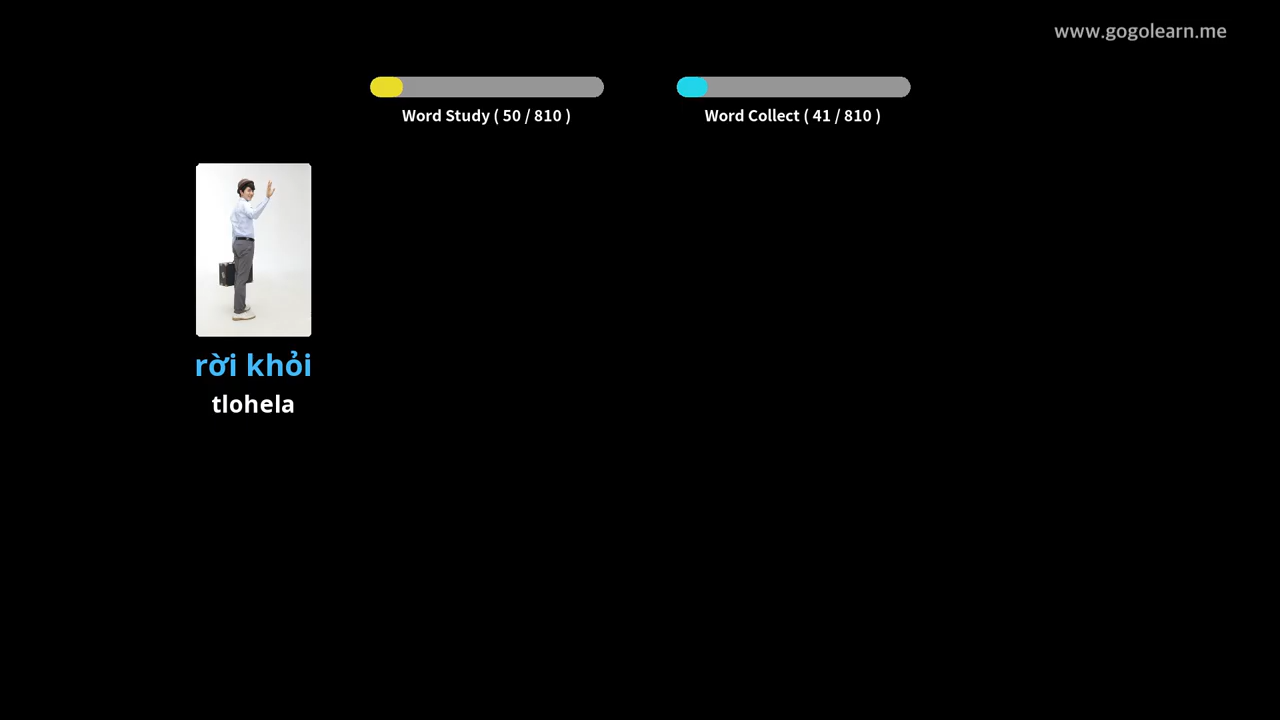 www.gogolearn.me
Word Study ( 50 / 810 )
Word Collect ( 41 / 810 )
rời khỏi
tlohela